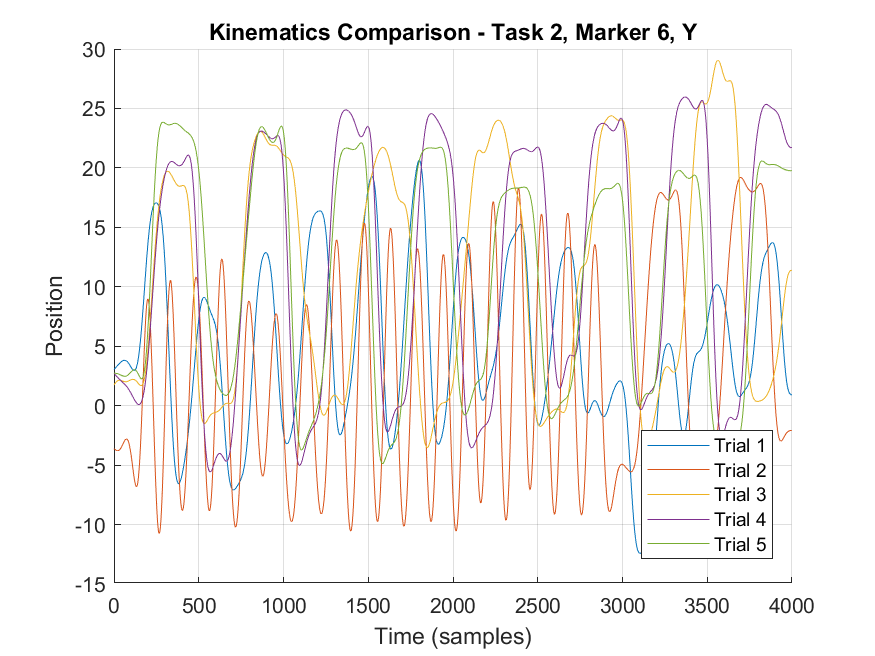 Kinematics Comparison - Task 2, Marker 6, Y
30
25
20
15
10
5
0
-5
-10
-15
Position
Trial 1
Trial 2
Trial 3
Trial 4
Trial 5
0 500 1000 1500 2000 2500 3000 3500 4000
Time (samples)